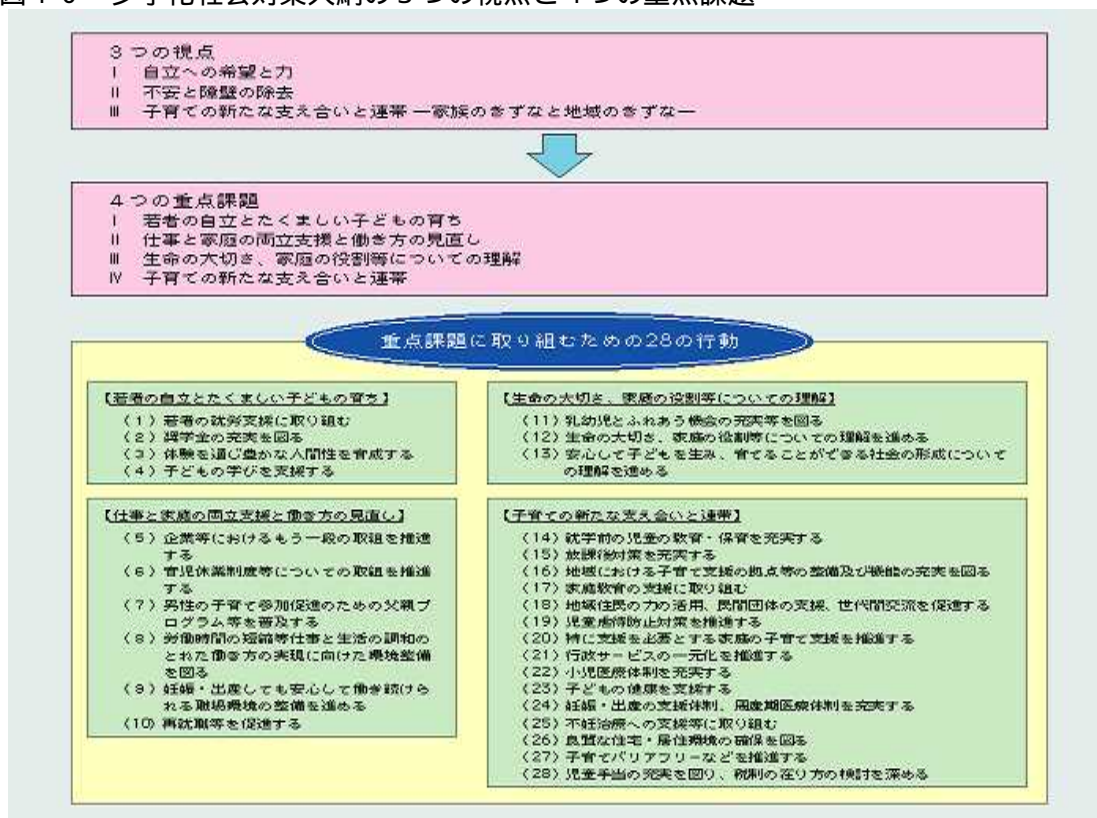 3つの視点
Ⅰ 自立への希望と力
Ⅱ 不安と障壁の除去
Ⅲ 子育ての新たな支え合いと連帯 ―家族のきずなと地域のきずな―
4つの重点課題
Ⅰ 若者の自立とたくましい子どもの育ち
Ⅱ 仕事と家庭の両立支援と働き方の見直し
Ⅲ 生命の大切さ、家庭の役割等についての理解
Ⅳ 子育ての新たな支え合いと連帯
重点課題に取り組むための28の行動
【若者の自立とたくましい子どもの育ち】
(1)若者の就労支援に取り組む
(2)奨学金の充実を図る
(3)体験を通じ豊かな人間性を育成する
(4)子どもの学びを支援する
【仕事と家庭の両立支援と働き方の見直し】
(5)企業等におけるもう一段の取組を推進
する
(6)育児休業制度等についての取組を推進
する
(7)男性の子育て参加促進のための父親プ
ログラム等を普及する
(8)労働時間の短縮等仕事と生活の調和の
とれた働き方の実現に向けた環境整備
を図る
(9)妊娠・出産しても安心して働き続けら
れる職場環境の整備を進める
(10)再就職等を促進する
【生命の大切さ、家庭の役割等についての理解】
(11)乳幼児とふれあう機会の充実等を図る
(12)生命の大切さ、家庭の役割等についての理解を進める
(13)安心して子どもを生み、育てることができる社会の形成について
の理解を進める
【子育ての新たな支え合いと連帯】
(14)就学前の児童の教育・保育を充実する
(15)放課後対策を充実する
(16)地域における子育て支援の拠点等の整備及び機能の充実を図る
(17)家庭教育の支援に取り組む
(18)地域住民の力の活用、民間団体の支援、世代間交流を促進する
(19)児童虐待防止対策を推進する
(20)特に支援を必要とする家庭の子育て支援を推進する
(21)行政サービスの一元化を推進する
(22)小児医療体制を充実する
(23)子どもの健康を支援する
(24)妊娠・出産の支援体制、周産期医療体制を充実する
(25)不妊治療への支援等に取り組む
(26)良質な住宅・居住環境の確保を図る
(27)子育てバリアフリーなどを推進する
(28)児童手当の充実を図り、税制の在り方の検討を深める